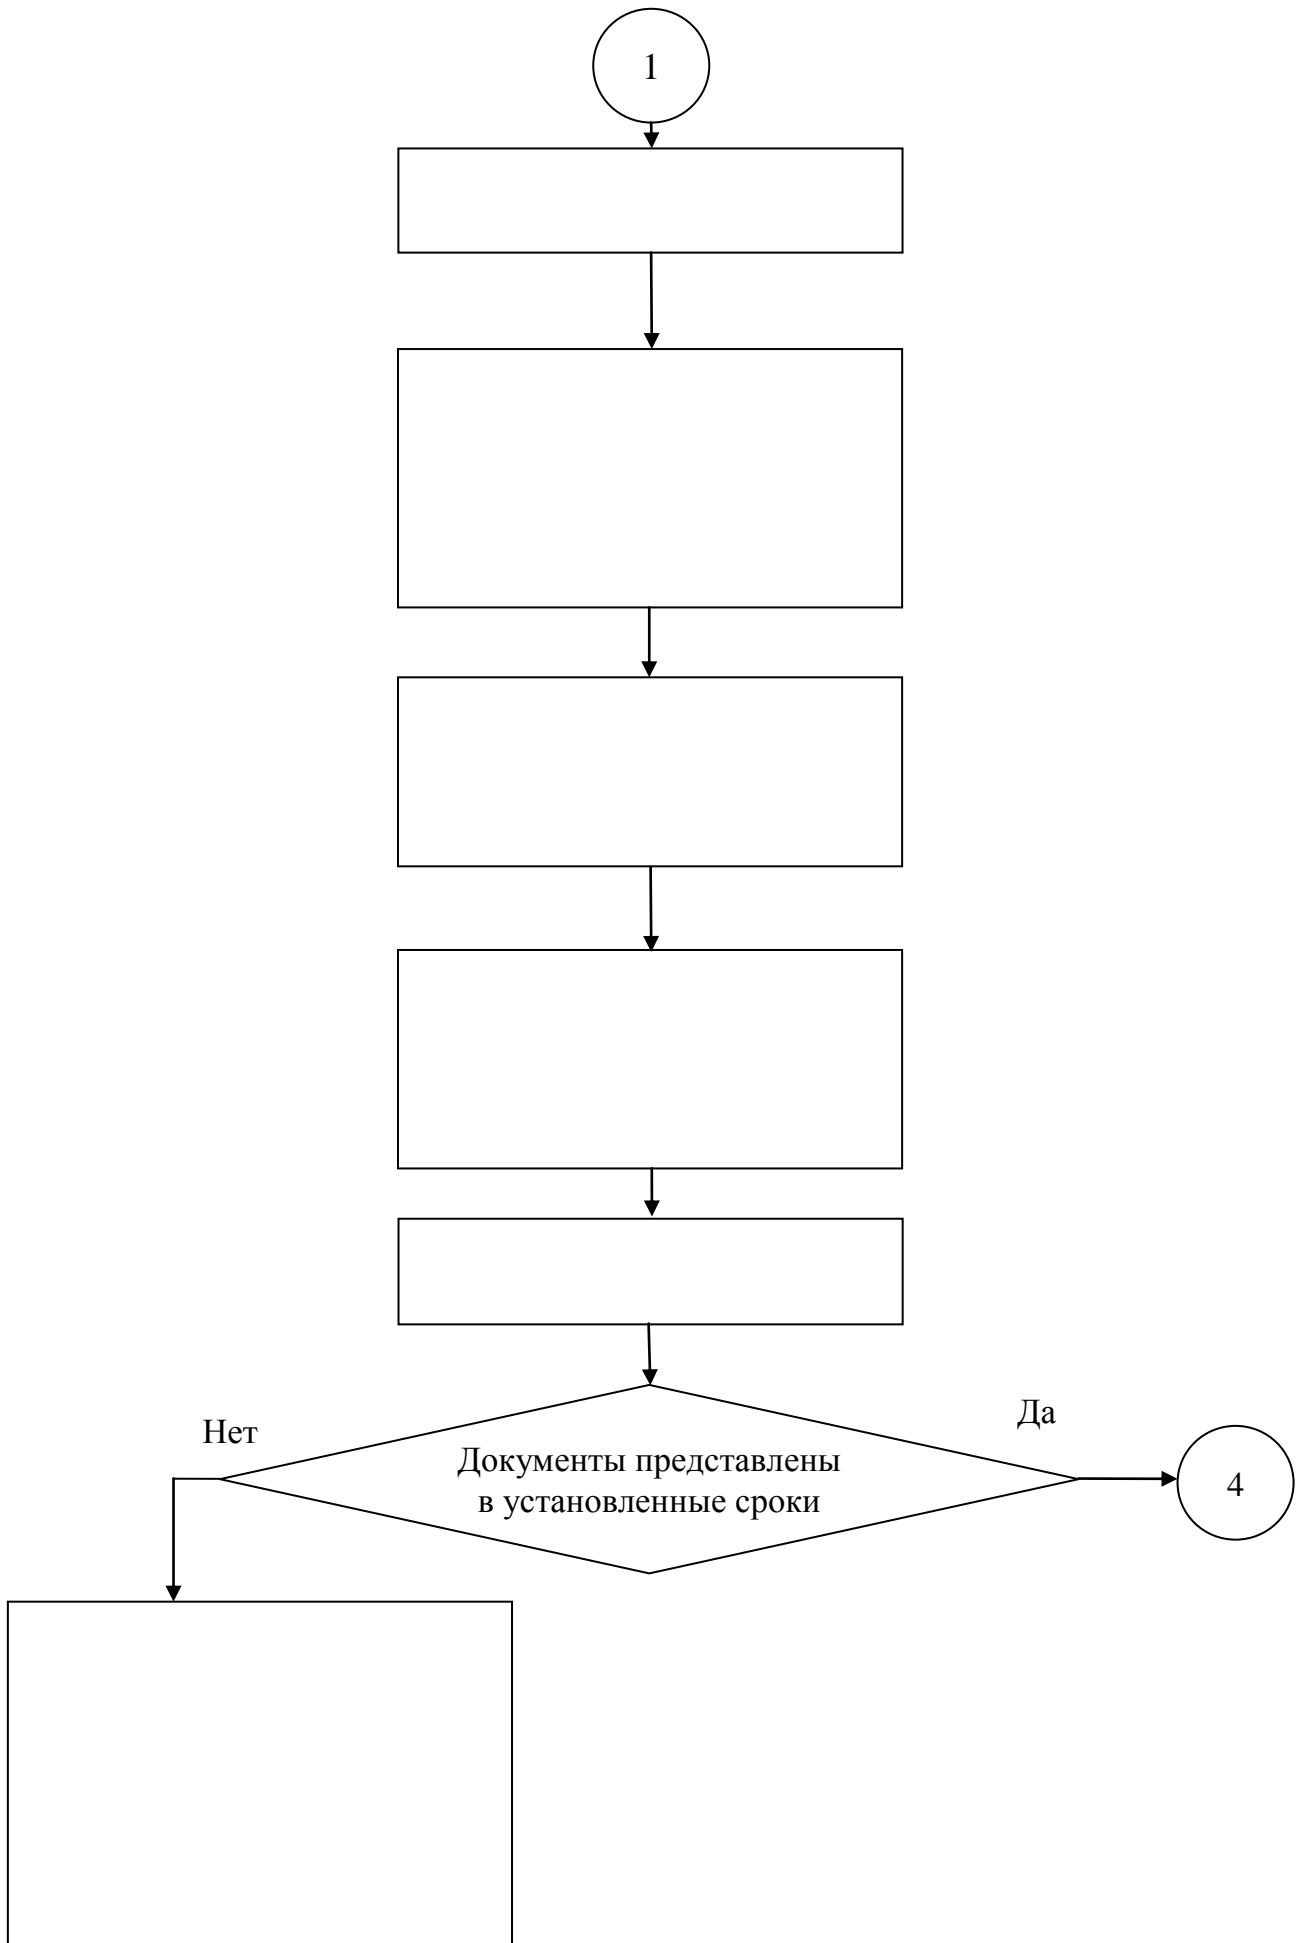 1
Нет
Да
Документы представлены
в установленные сроки
4